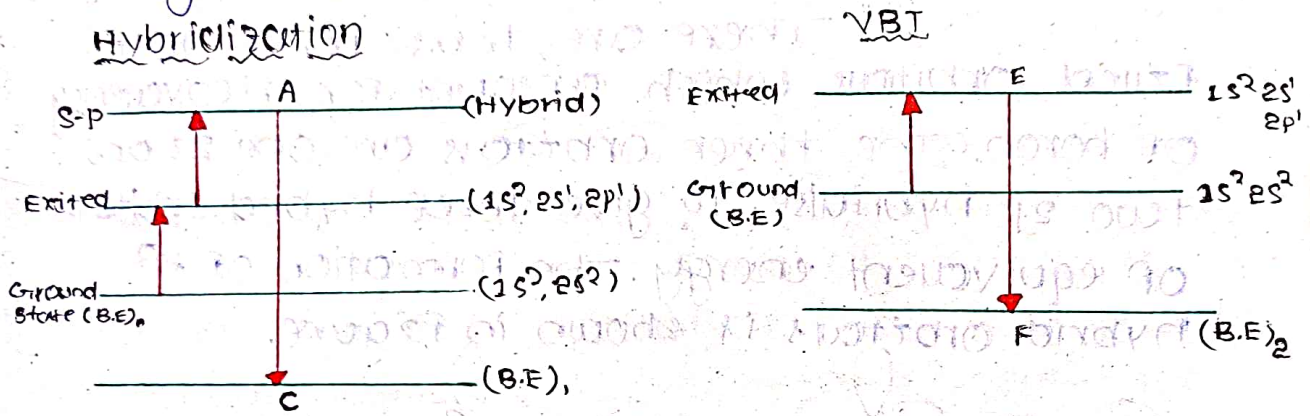 Hybridization
A
S-P
(Hybrid)
Exited
(1s², 2s¹, 2p¹)
Ground
State (B.E)
(1s², 2s²)
(B.E)₁
C
VBT
Exited
E
1s² 2s¹
2p¹
Ground
(B.E)
1s² 2s²
F
(B.E)₂